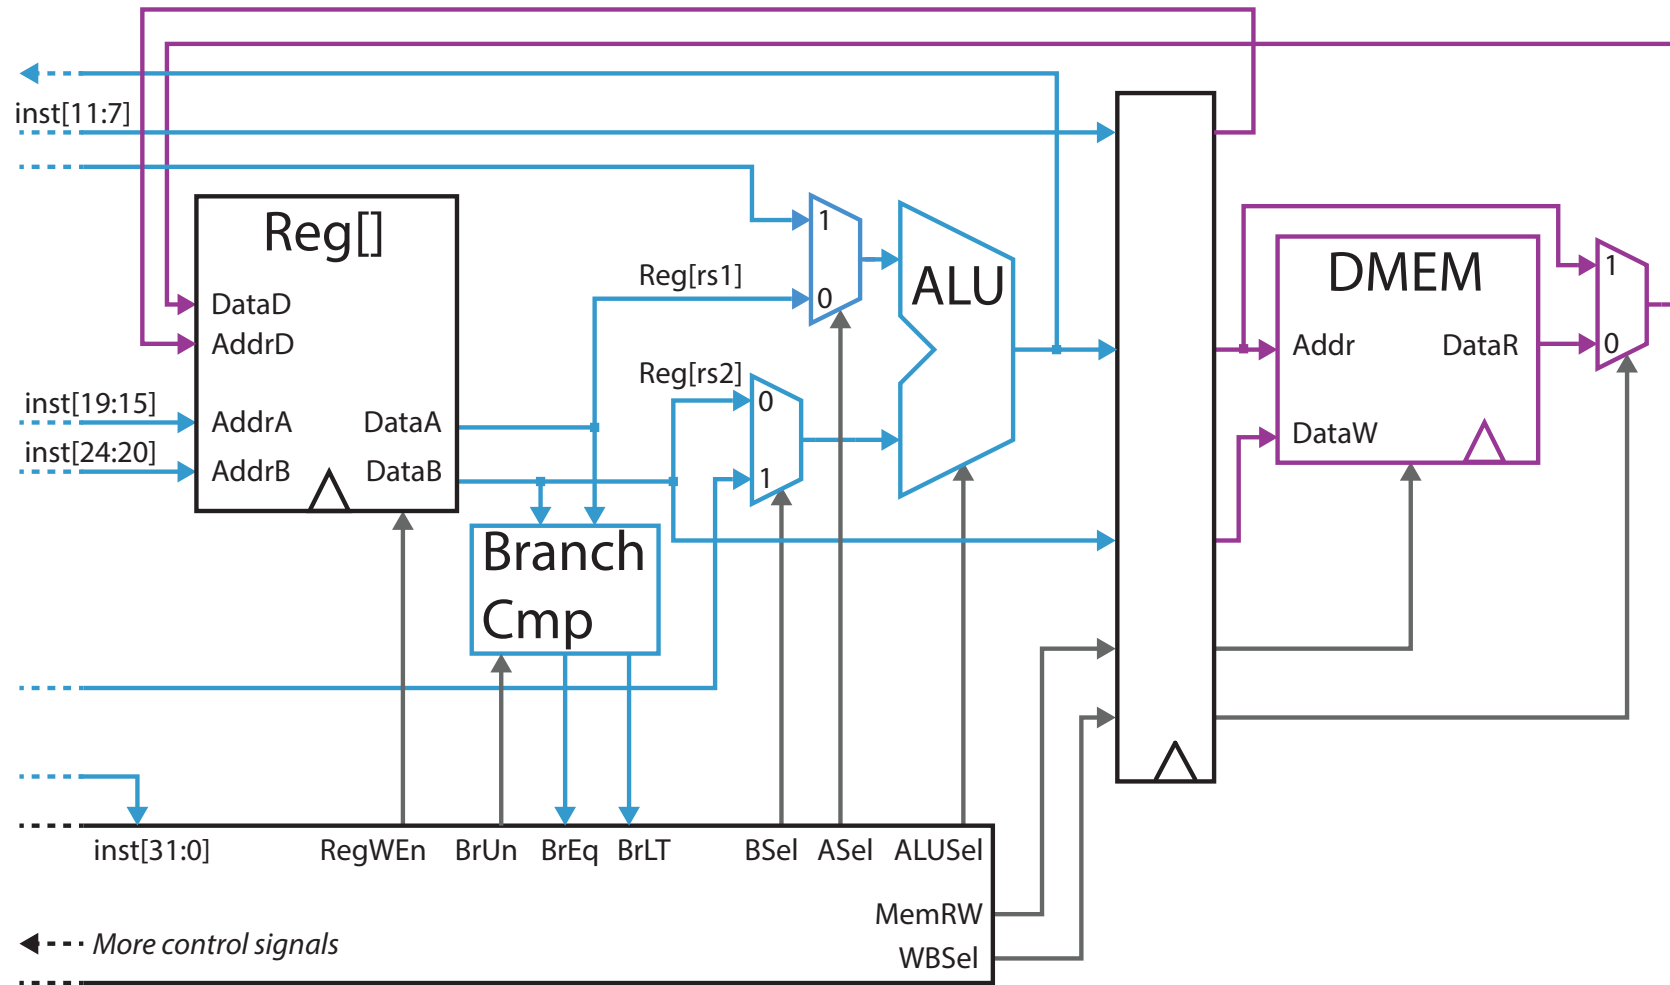 inst[11:7]
Reg[]
1
ALU
DMEM
1
Reg[rs1]
0
DataD
AddrD
Addr
DataR
0
Reg[rs2]
0
inst[19:15]
AddrA
DataA
DataW
inst[24:20]
AddrB
DataB
1
Branch
Cmp
inst[31:0]
RegWEn
BrUn
BrEq
BrLT
BSel
ASel
ALUSel
MemRW
More control signals
WBSel